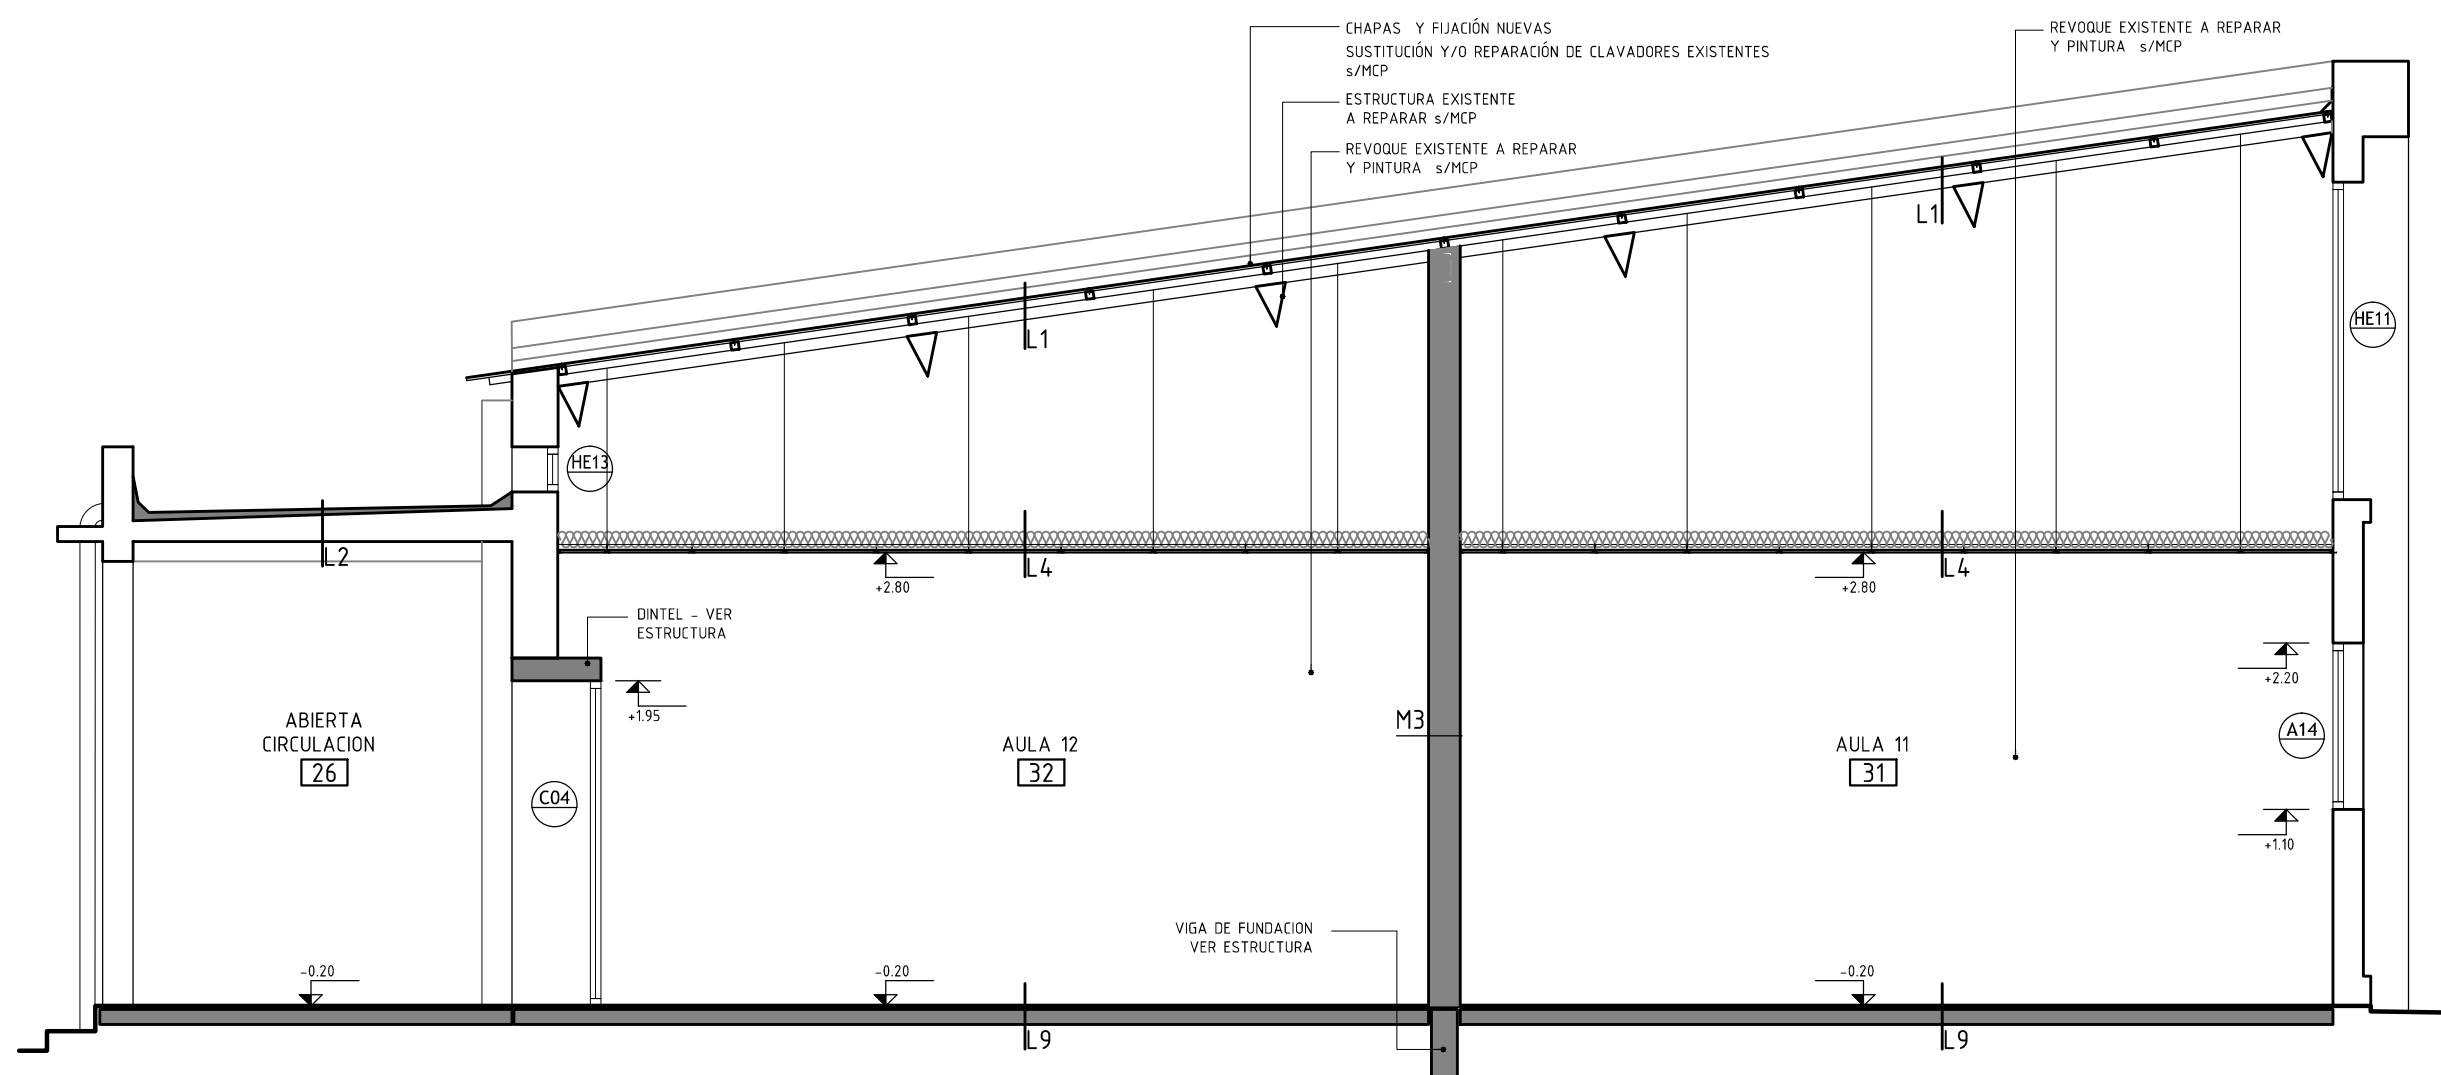 CHAPAS Y FIJACIÓN NUEVAS
SUSTITUCIÓN Y/O REPARACIÓN DE CLAVADORES EXISTENTES
s/MCP
ESTRUCTURA EXISTENTE
A REPARAR s/MCP
REVOQUE EXISTENTE A REPARAR
Y PINTURA s/MCP
REVOQUE EXISTENTE A REPARAR
Y PINTURA s/MCP
L1
L1
HE11
HE13
L2
L4
L4
+2.80
+2.80
DINTEL - VER
ESTRUCTURA
+1.95
+2.20
ABIERTA
CIRCULACION
26
M3
AULA 12
32
AULA 11
31
A14
C04
+1.10
VIGA DE FUNDACION
VER ESTRUCTURA
-0.20
-0.20
-0.20
L9
L9